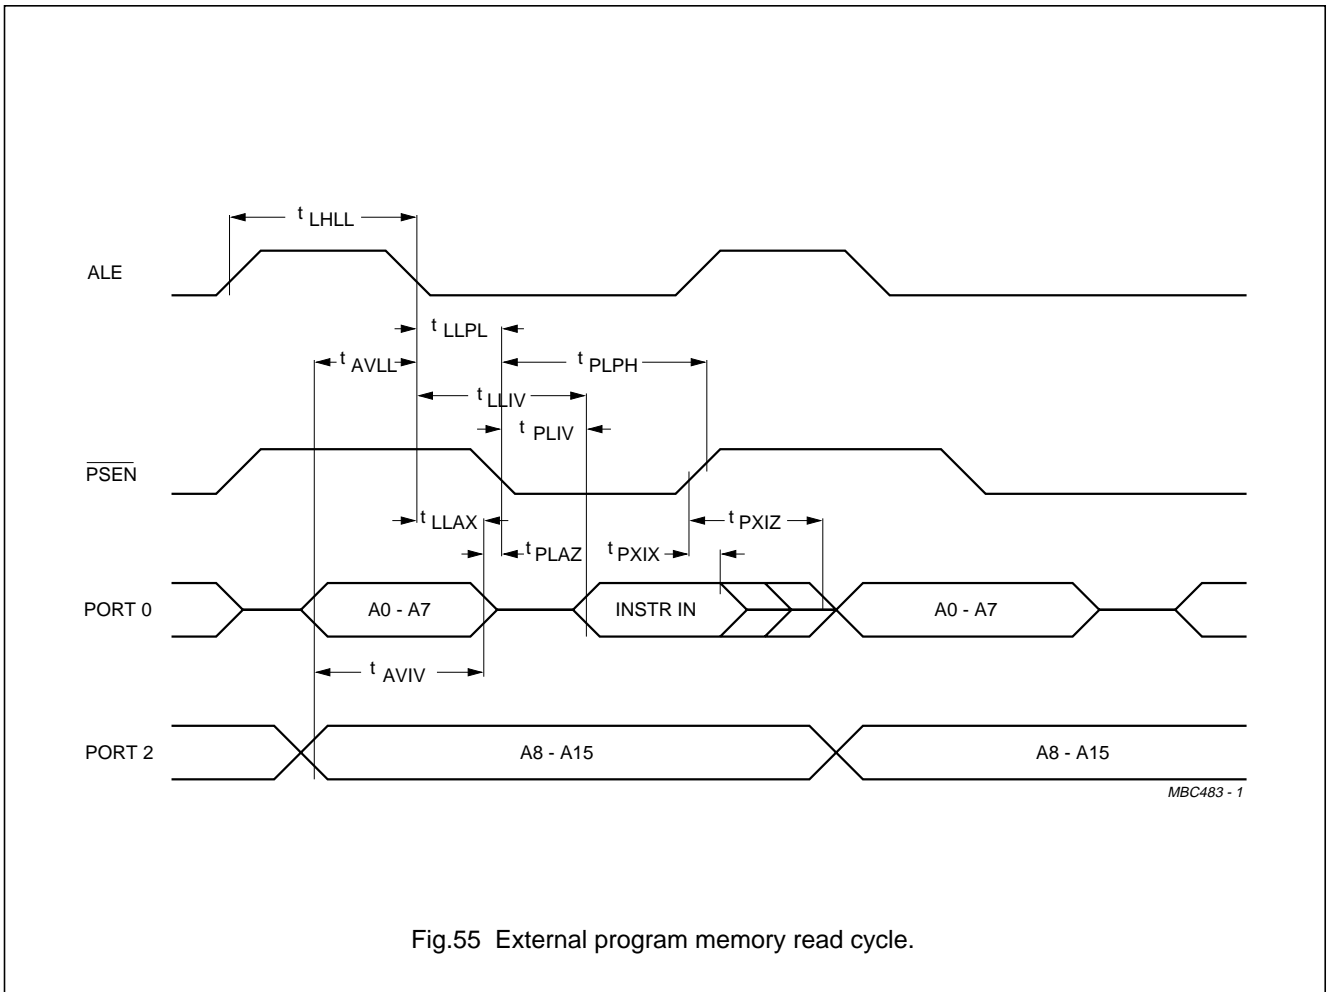 t LHLL
ALE
t LLPL
t AVLL
t PLPH
t LLIV
t PLIV
PSEN
t LLAX
t PXIZ
t PLAZ
t PXIX
PORT 0
A0 - A7
INSTR IN
A0 - A7
t AVIV
PORT 2
A8 - A15
A8 - A15
MBC483 - 1
Fig.55 External program memory read cycle.